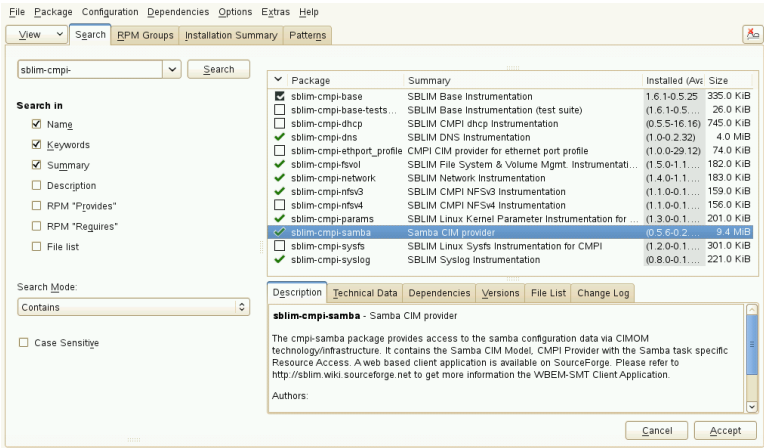 File Package Configuration Dependencies Options Extras Help
View Search RPM Groups Installation Summary Patterns
sblim-cmpi- Search
Search in
Name
Keywords
Summary
Description
RPM "Provides"
RPM "Requires"
File list
Search Mode:
Contains
Case Sensitive
Package Summary Installed (Ava Size
sblim-cmpi-base SBLIM Base Instrumentation 1.6.1-0.5.25 335.0 KiB
sblim-cmpi-base-tests... SBLIM Base Instrumentation (test suite) (1.6.1-0.5.... 26.0 KiB
sblim-cmpi-dhcp SBLIM CMPI dhcp Instrumentation (0.5.5-16.16) 745.0 KiB
sblim-cmpi-dns SBLIM DNS Instrumentation (1.0-0.2.32) 4.0 MiB
sblim-cmpi-ethport_profile CMPI CIM provider for ethernet port profile (1.0.0-29.12) 74.0 KiB
sblim-cmpi-fsvol SBLIM File System & Volume Mgmt. Instrumentati... (1.5.0-1.1.... 182.0 KiB
sblim-cmpi-network SBLIM Network Instrumentation (1.4.0-1.1.... 183.0 KiB
sblim-cmpi-nfsv3 SBLIM CMPI NFSv3 Instrumentation (1.1.0-0.1.... 159.0 KiB
sblim-cmpi-nfsv4 SBLIM CMPI NFSv4 Instrumentation (1.1.0-0.1.... 156.0 KiB
sblim-cmpi-params SBLIM Linux Kernel Parameter Instrumentation for ... (1.3.0-0.1.... 201.0 KiB
sblim-cmpi-samba Samba CIM provider (0.5.6-0.2.... 9.4 MiB
sblim-cmpi-sysfs SBLIM Linux Sysfs Instrumentation for CMPI (1.2.0-0.1.... 301.0 KiB
sblim-cmpi-syslog SBLIM Syslog Instrumentation (0.8.0-0.1.... 221.0 KiB
Description Technical Data Dependencies Versions File List Change Log
sblim-cmpi-samba - Samba CIM provider
The cmpi-samba package provides access to the samba configuration data via CIMOM
technology/infrastructure. It contains the Samba CIM Model, CMPI Provider with the Samba task specific
Resource Access. A web based client application is available on SourceForge. Please refer to
http://sblim.wiki.sourceforge.net to get more information the WBEM-SMT Client Application.
Authors:
Cancel Accept